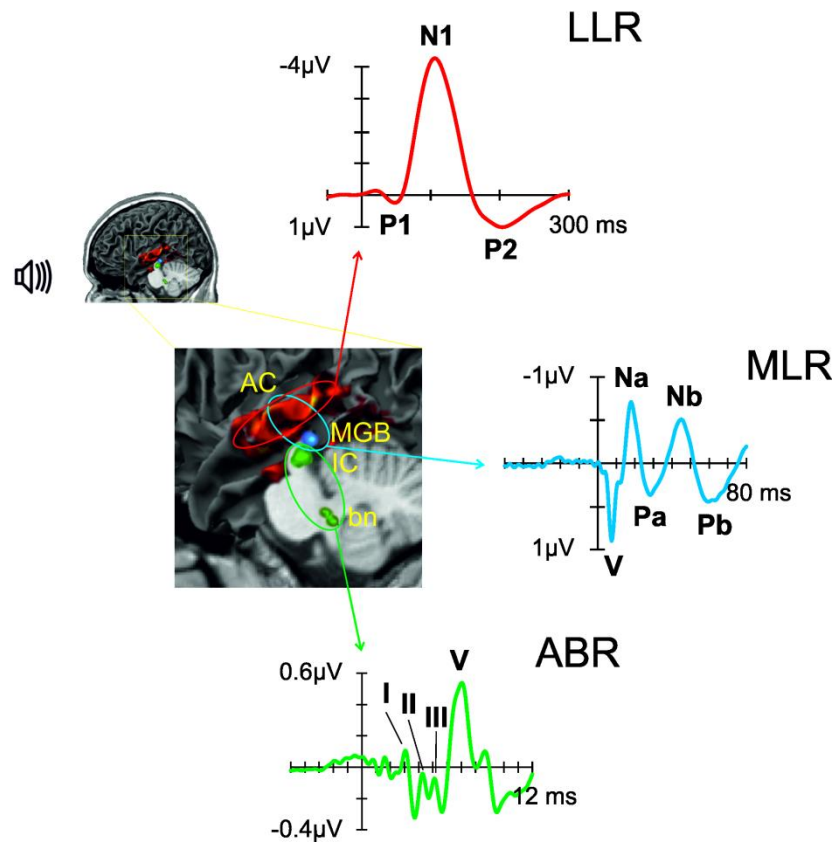 LLR
N1
-4µV
1µV
P1
P2
300 ms
AC
MGB
IC
bn
MLR
-1µV
Na
Nb
80 ms
Pa
Pb
1µV
V
ABR
0.6µV
V
I
II
III
12 ms
-0.4µV